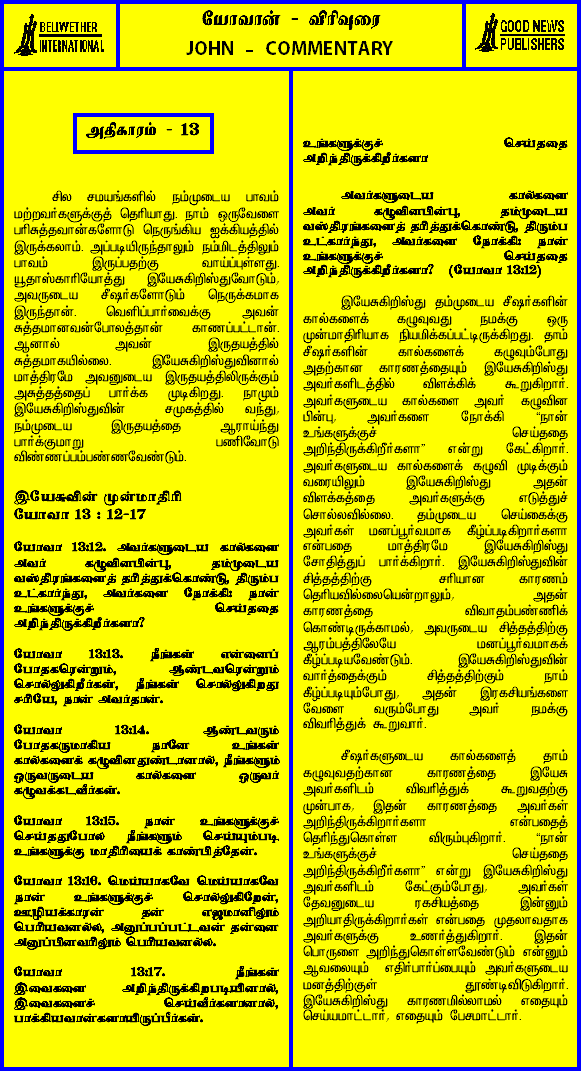 BELLWETHER
INTERNATIONAL
யோவான் - விரிவுரை
JOHN - COMMENTARY
GOOD NEWS
PUBLISHERS
அதிகாரம் - 13
சில சமயங்களில் நம்முடைய பாவம்
மற்றவர்களுக்குத் தெரியாது. நாம் ஒருவேளை
பரிசுத்தவான்களோடு நெருங்கிய ஐக்கியத்தில்
இருக்கலாம். அப்படியிருந்தாலும் நம்மிடத்திலும்
பாவம் இருப்பதற்கு வாய்ப்புள்ளது.
யூதாஸ்காரியோத்து இயேசுகிறிஸ்துவோடும்,
அவருடைய சீஷர்களோடும் நெருக்கமாக
இருந்தான். வெளிப்பார்வைக்கு அவன்
சுத்தமானவன்போலத்தான் காணப்பட்டான்.
ஆனால் அவன் இருதயத்தில்
சுத்தமாகயில்லை. இயேசுகிறிஸ்துவினால்
மாத்திரமே அவனுடைய இருதயத்திலிருக்கும்
அசுத்தத்தைப் பார்க்க முடிகிறது. நாமும்
இயேசுகிறிஸ்துவின் சமுகத்தில் வந்து,
நம்முடைய இருதயத்தை ஆராய்ந்து
பார்க்குமாறு பணிவோடு
விண்ணப்பம்பண்ணவேண்டும்.
இயேசுவின் முன்மாதிரி
யோவா 13 : 12-17
யோவா 13:12. அவர்களுடைய கால்களை
அவர் கழுவினபின்பு, தம்முடைய
வஸ்திரங்களைத் தரித்துக்கொண்டு, திரும்ப
உட்கார்ந்து, அவர்களை நோக்கி: நான்
உங்களுக்குச் செய்ததை
அறிந்திருக்கிறீர்களா?
யோவா 13:13. நீங்கள் என்னைப்
போதகரென்றும், ஆண்டவரென்றும்
சொல்லுகிறீர்கள், நீங்கள் சொல்லுகிறது
சரியே, நான் அவர்தான்.
யோவா 13:14. ஆண்டவரும்
போதகருமாகிய நானே உங்கள்
கால்களைக் கழுவினதுண்டானால், நீங்களும்
ஒருவருடைய கால்களை ஒருவர்
கழுவக்கடவீர்கள்.
யோவா 13:15. நான் உங்களுக்குச்
செய்ததுபோல நீங்களும் செய்யும்படி
உங்களுக்கு மாதிரியைக் காண்பித்தேன்.
யோவா 13:16. மெய்யாகவே மெய்யாகவே
நான் உங்களுக்குச் சொல்லுகிறேன்,
ஊழியக்காரன் தன் எஜமானிலும்
பெரியவனல்ல, அனுப்பப்பட்டவன் தன்னை
அனுப்பினவரிலும் பெரியவனல்ல.
யோவா 13:17. நீங்கள்
இவைகளை அறிந்திருக்கிறபடியினால்,
இவைகளைச் செய்வீர்களானால்,
பாக்கியவான்களாயிருப்பீர்கள்.
உங்களுக்குச் செய்ததை
அறிந்திருக்கிறீர்களா
அவர்களுடைய கால்களை
அவர் கழுவினபின்பு, தம்முடைய
வஸ்திரங்களைத் தரித்துக்கொண்டு, திரும்ப
உட்கார்ந்து, அவர்களை நோக்கி: நான்
உங்களுக்குச் செய்ததை
அறிந்திருக்கிறீர்களா? (யோவா 13:12)
இயேசுகிறிஸ்து தம்முடைய சீஷர்களின்
கால்களைக் கழுவுவது நமக்கு ஒரு
முன்மாதிரியாக நியமிக்கப்பட்டிருக்கிறது. தாம்
சீஷர்களின் கால்களைக் கழுவும்போது
அதற்கான காரணத்தையும் இயேசுகிறிஸ்து
அவர்களிடத்தில் விளக்கிக் கூறுகிறார்.
அவர்களுடைய கால்களை அவர் கழுவின
பின்பு, அவர்களை நோக்கி “நான்
உங்களுக்குச் செய்ததை
அறிந்திருக்கிறீர்களா” என்று கேட்கிறார்.
அவர்களுடைய கால்களைக் கழுவி முடிக்கும்
வரையிலும் இயேசுகிறிஸ்து அதன்
விளக்கத்தை அவர்களுக்கு எடுத்துச்
சொல்லவில்லை. தம்முடைய செய்கைக்கு
அவர்கள் மனப்பூர்வமாக கீழ்ப்படிகிறார்களா
என்பதை மாத்திரமே இயேசுகிறிஸ்து
சோதித்துப் பார்க்கிறார். இயேசுகிறிஸ்துவின்
சித்தத்திற்கு சரியான காரணம்
தெரியவில்லையென்றாலும், அதன்
காரணத்தை விவாதம்பண்ணிக்
கொண்டிருக்காமல், அவருடைய சித்தத்திற்கு
ஆரம்பத்திலேயே மனப்பூர்வமாகக்
கீழ்ப்படியவேண்டும். இயேசுகிறிஸ்துவின்
வார்த்தைக்கும் சித்தத்திற்கும் நாம்
கீழ்ப்படியும்போது, அதன் இரகசியங்களை
வேளை வரும்போது அவர் நமக்கு
விவரித்துக் கூறுவார்.
சீஷர்களுடைய கால்களைத் தாம்
கழுவுவதற்கான காரணத்தை இயேசு
அவர்களிடம் விவரித்துக் கூறுவதற்கு
முன்பாக, இதன் காரணத்தை அவர்கள்
அறிந்திருக்கிறார்களா என்பதைத்
தெரிந்துகொள்ள விரும்புகிறார். “நான்
உங்களுக்குச் செய்ததை
அறிந்திருக்கிறீர்களா” என்று இயேசுகிறிஸ்து
அவர்களிடம் கேட்கும்போது, அவர்கள்
தேவனுடைய ரகசியத்தை இன்னும்
அறியாதிருக்கிறார்கள் என்பதை முதலாவதாக
அவர்களுக்கு உணர்த்துகிறார். இதன்
பொருளை அறிந்துகொள்ளவேண்டும் என்னும்
ஆவலையும் எதிர்பார்ப்பையும் அவர்களுடைய
மனத்திற்குள் தூண்டிவிடுகிறார்.
இயேசுகிறிஸ்து காரணமில்லாமல் எதையும்
செய்யமாட்டார், எதையும் பேசமாட்டார்.